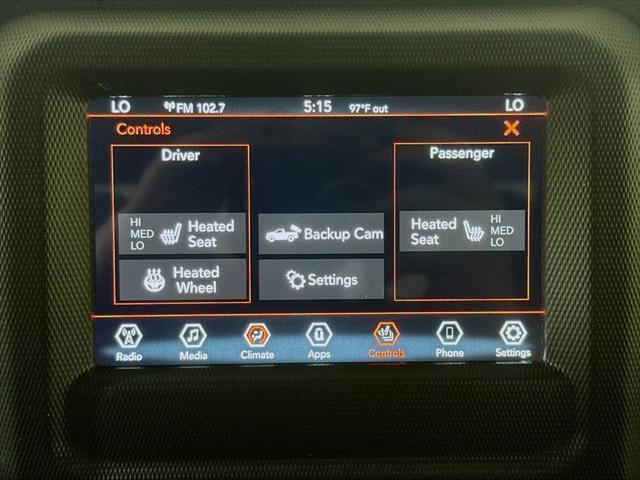 LO FM 102.7 5:15 97°F out LO
Controls
Driver
Passenger
HI
MED
LO
Heated
Seat
Backup Cam
Heated
Seat
HI
MED
LO
Heated
Wheel
Settings
Radio Media Climate Apps Controls Phone Settings